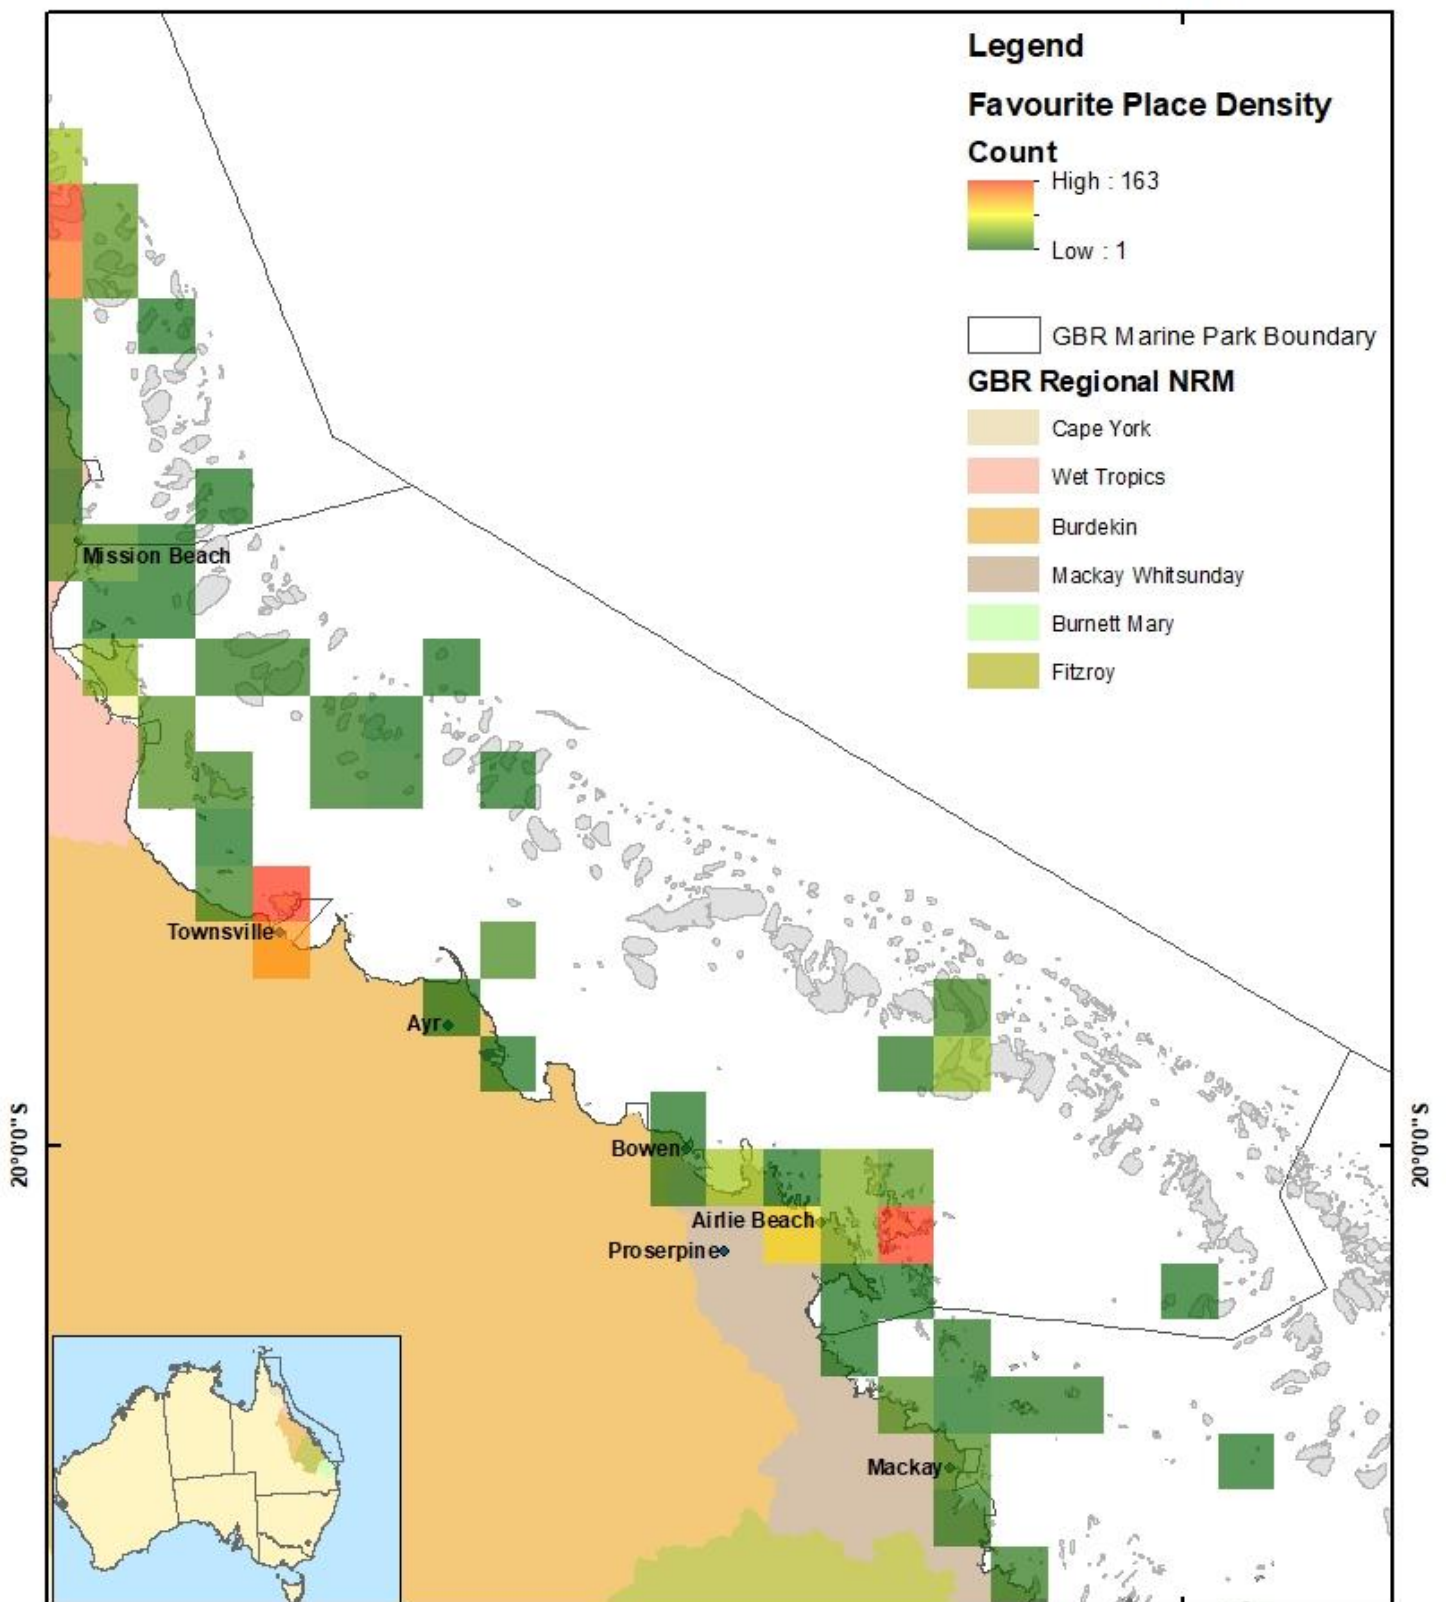 Legend
Favourite Place Density
Count
High : 163
Low : 1
GBR Marine Park Boundary
GBR Regional NRM
Cape York
Wet Tropics
Burdekin
Mackay Whitsunday
Burnett Mary
Fitzroy
Mission Beach
Townsville
Ayr
20°0'0"S
20°0'0"S
Bowen
Airlie Beach
Proserpine
Mackay